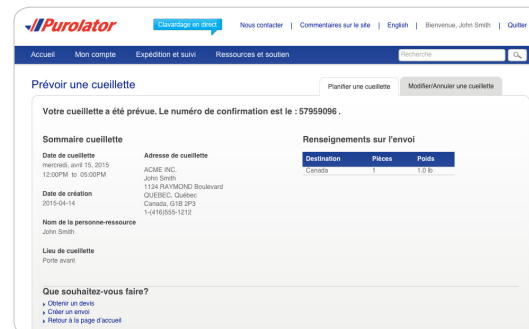 Purolator
Clavardage en direct
Nous contacter | Commentaires sur le site | English | Bienvenue, John Smith | Quitter
Accueil Mon compte Expédition et suivi Ressources et soutien
Recherche
Prévoir une cueillette
Planifier une cueillette Modifier/Annuler une cueillette
Votre cueillette a été prévue. Le numéro de confirmation est le : 57959096 .
Sommaire cueillette
Date de cueillette
mercredi, avril 15, 2015
12:00PM to 05:00PM
Date de création
2015-04-14
Nom de la personne-ressource
John Smith
Lieu de cueillette
Porte avant
Adresse de cueillette
ACME INC.
John Smith
1124 RAYMOND Boulevard
QUEBEC, Québec
Canada, G1B 2P3
1-(416)555-1212
Renseignements sur l'envoi
Destination Pièces Poids
Canada 1 1.0 lb
Que souhaitez-vous faire?
Obtenir un devis
Créer un envoi
Retour à la page d'accueil